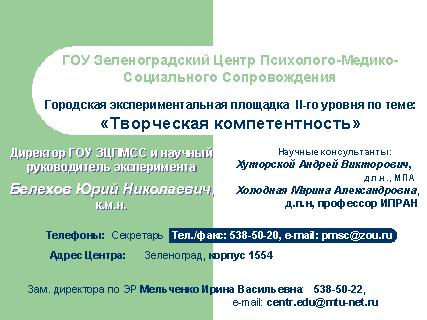 ГОУ Зеленоградский Центр Психолого-Медико-
Социального Сопровождения
Городская экспериментальная площадка II-го уровня по теме:
«Творческая компетентность»
Директор ГОУ ЗЦПМСС и научный
руководитель эксперимента
Белехов Юрий Николаевич,
к.м.н.
Научные консультанты:
Хуторской Андрей Викторович,
д.п.н., МПА
Холодная Марина Александровна,
д.п.н, профессор ИПРАН
Телефоны: Секретарь Тел./факс: 538-50-20, e-mail: pmsc@zou.ru
Адрес Центра: Зеленоград, корпус 1554
Зам. директора по ЭР Мельченко Ирина Васильевна: 538-50-22,
e-mail: centr.edu@mtu-net.ru